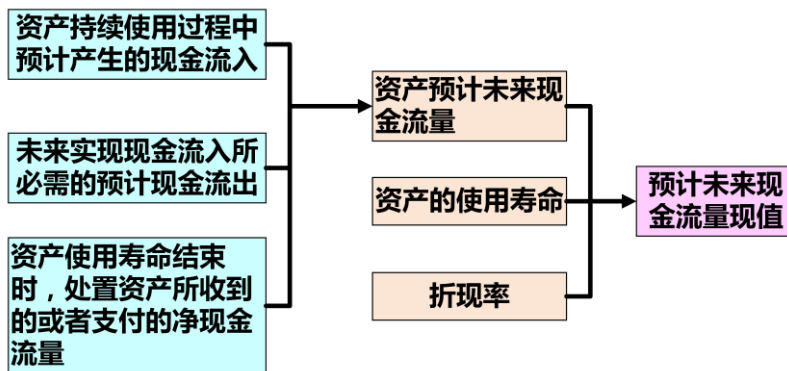 资产持续使用过程中
预计产生的现金流入
未来实现现金流入所
必需的预计现金流出
资产使用寿命结束
时，处置资产所收到
的或者支付的净现金
流量
资产预计未来现
金流量
资产的使用寿命
折现率
预计未来现
金流量现值